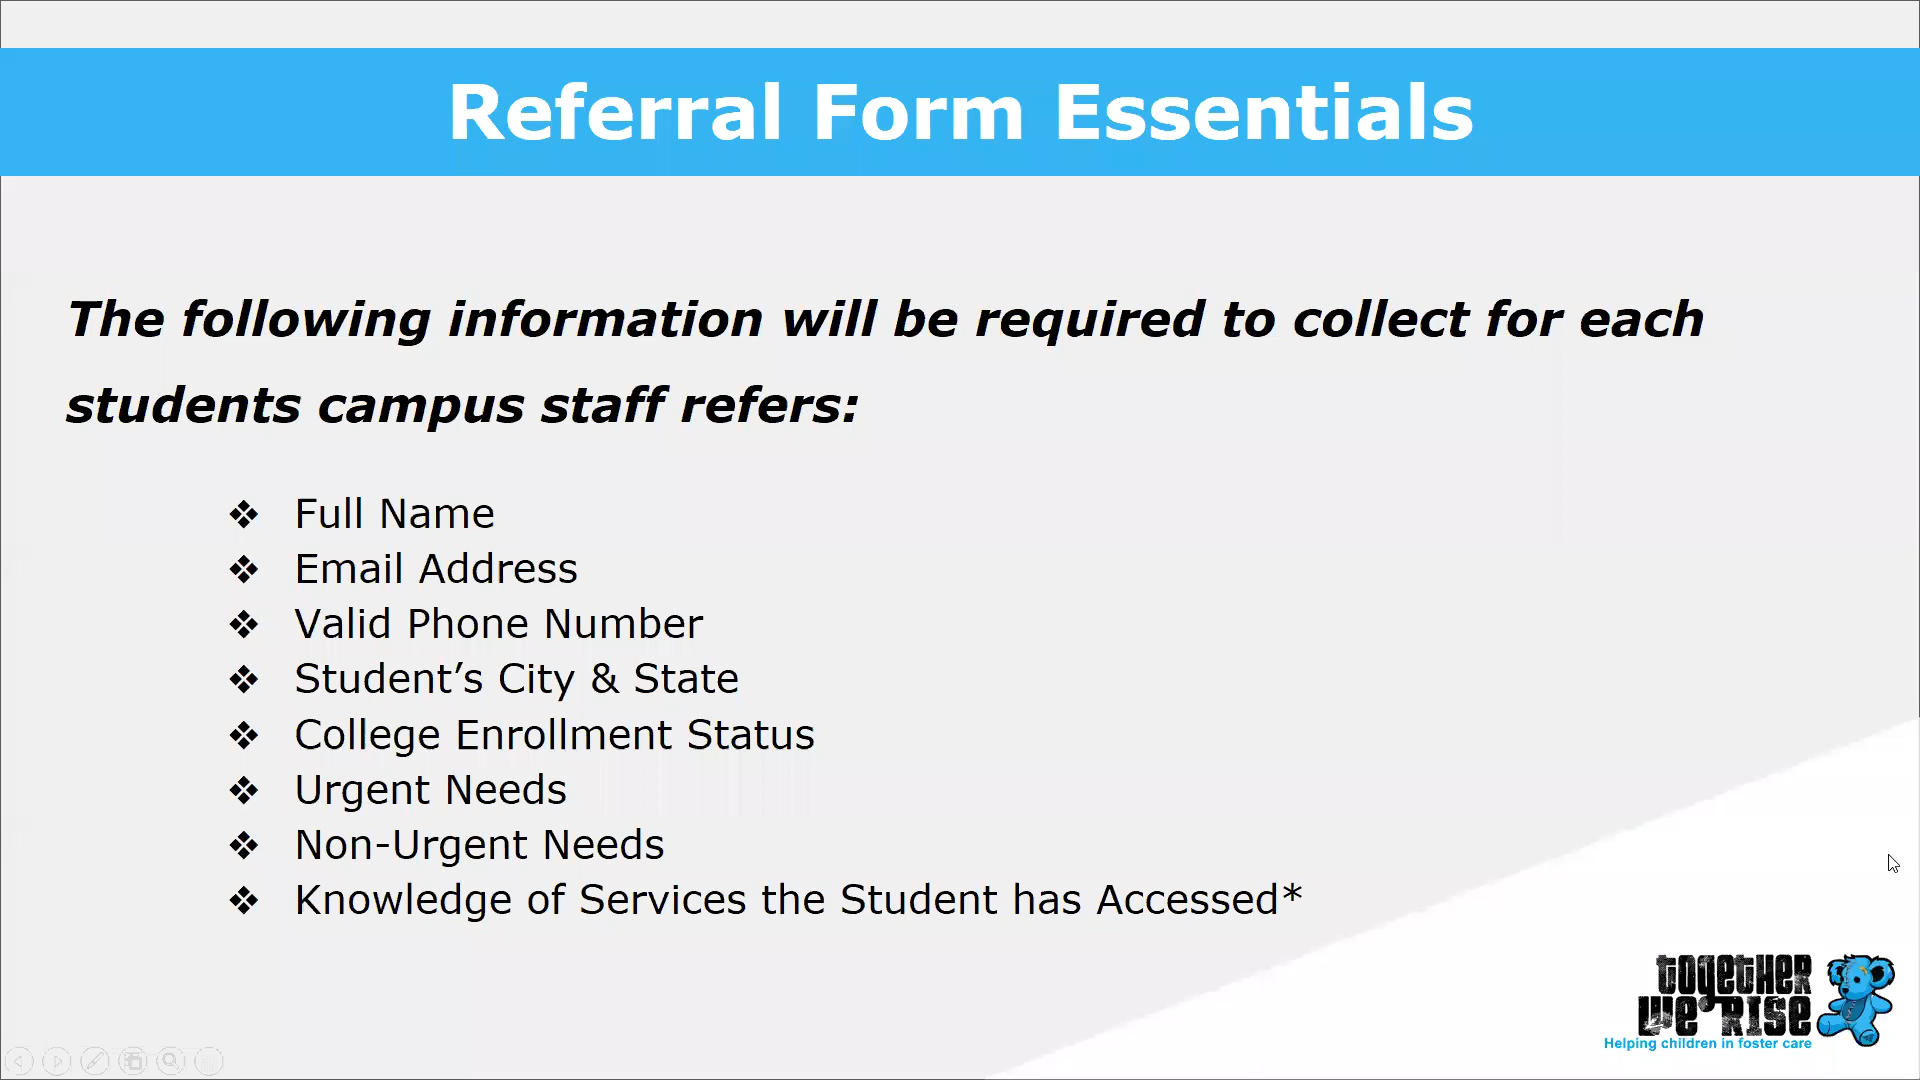 Referral Form Essentials
The following information will be required to collect for each
students campus staff refers:
❖ Full Name
❖ Email Address
❖ Valid Phone Number
❖ Student’s City & State
❖ College Enrollment Status
❖ Urgent Needs
❖ Non-Urgent Needs
❖ Knowledge of Services the Student has Accessed*
together
we rise
Helping children in foster care